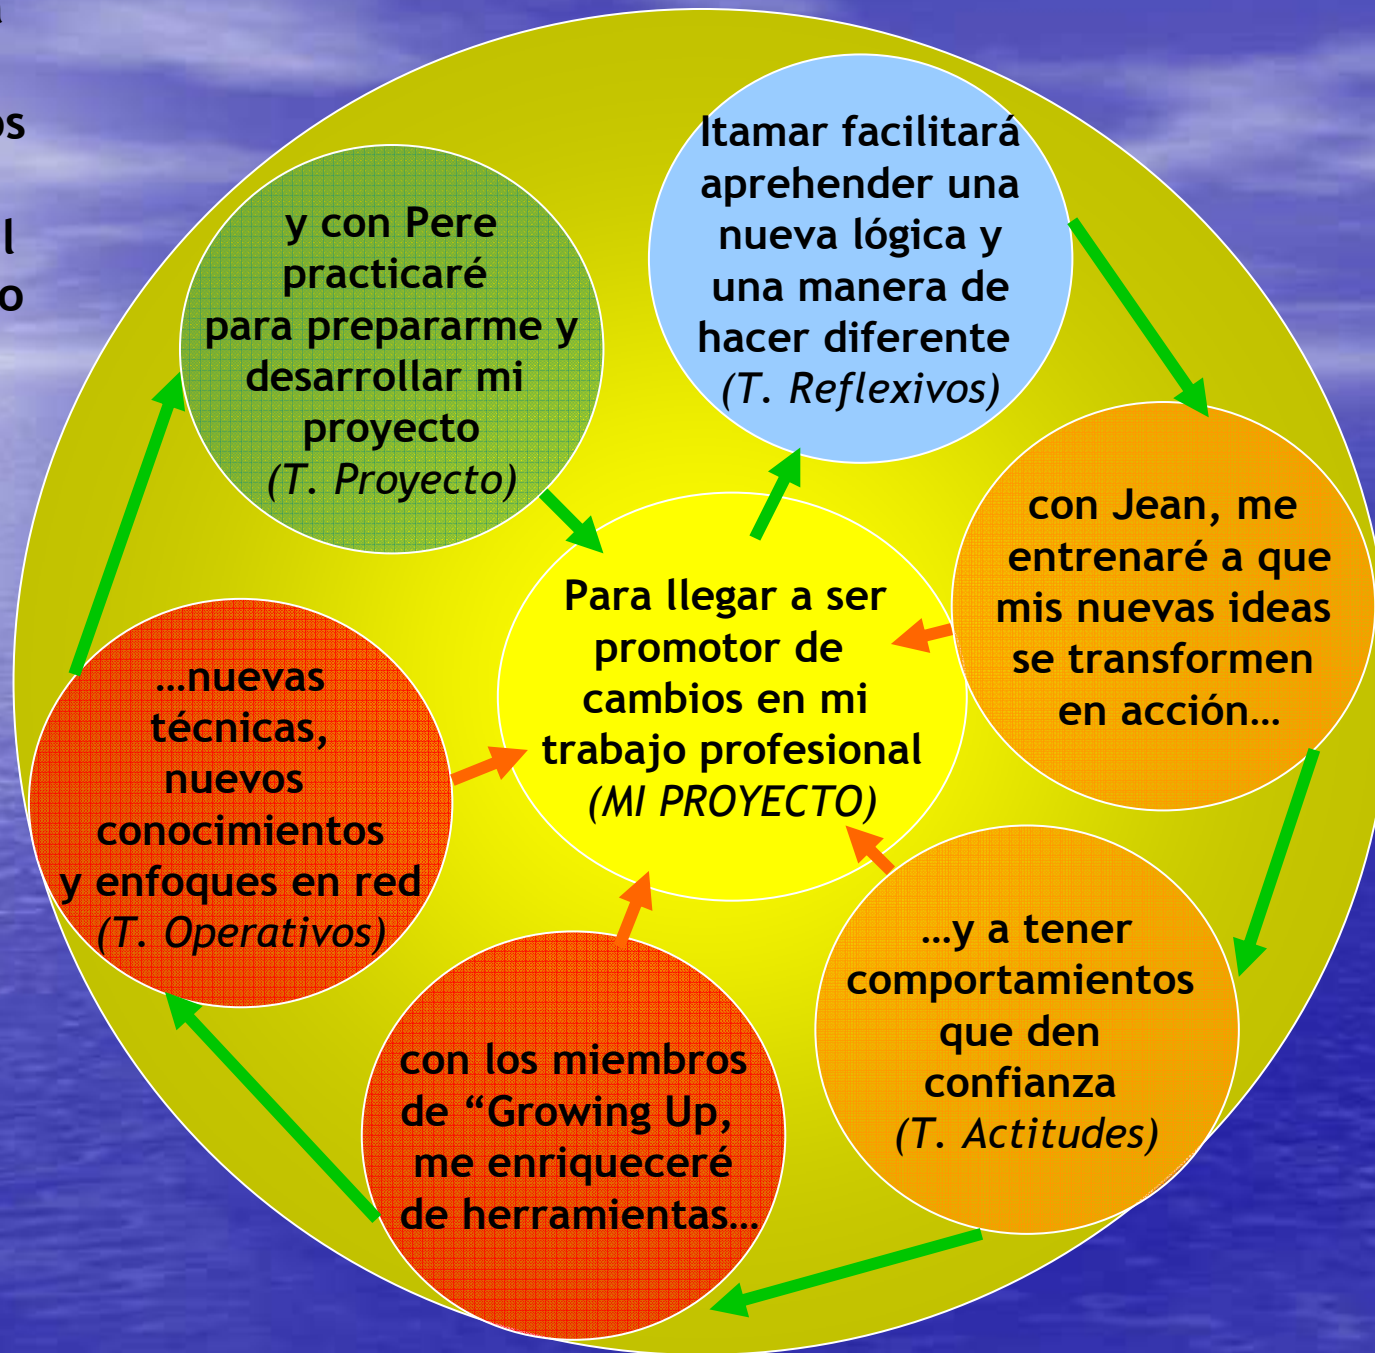 os
l
o
Itamar facilitará
aprehender una
nueva lógica y
una manera de
hacer diferente
(T. Reflexivos)
con Jean, me
entrenaré a que
mis nuevas ideas
se transformen
en acción…
…y a tener
comportamientos
que den
confianza
(T. Actitudes)
con los miembros
de “Growing Up,
me enriqueceré
de herramientas…
…nuevas
técnicas,
nuevos
conocimientos
y enfoques en red
(T. Operativos)
y con Pere
practicaré
para prepararme y
desarrollar mi
proyecto
(T. Proyecto)
Para llegar a ser
promotor de
cambios en mi
trabajo profesional
(MI PROYECTO)